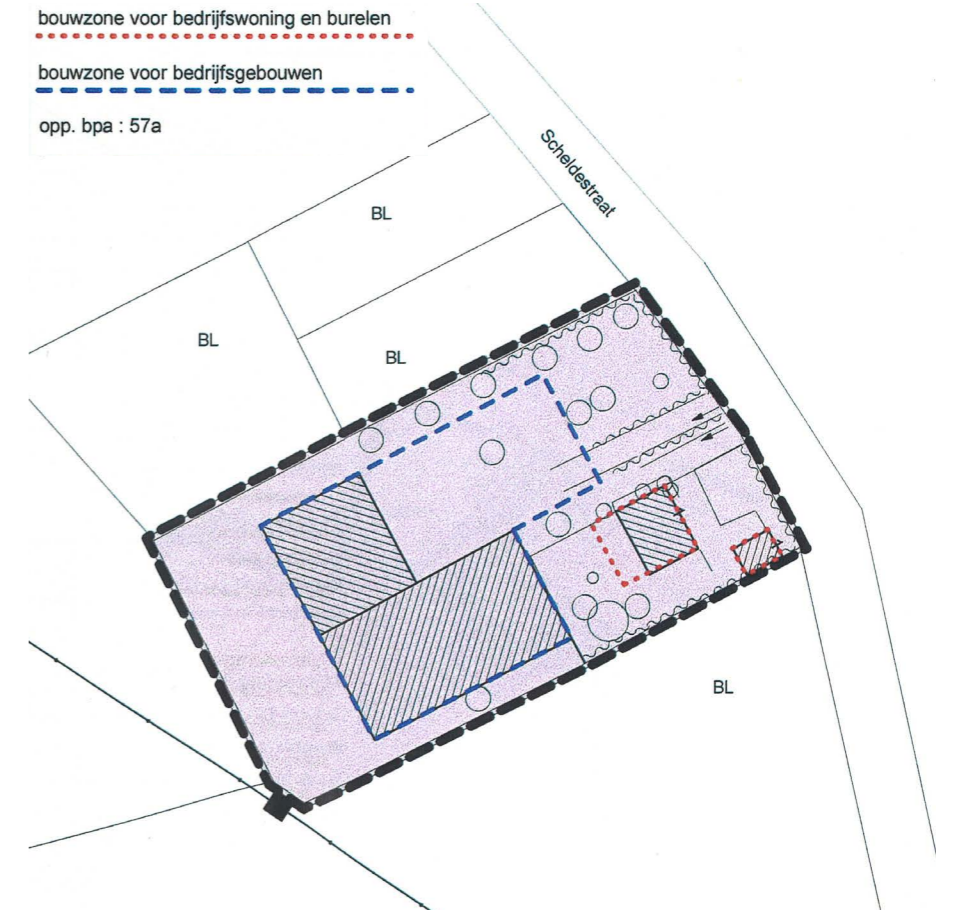 bouwzone voor bedrijfswoning en burelen
bouwzone voor bedrijfsgebouwen
opp. bpa : 57a
Scheldestraat
BL
BL
BL
BL